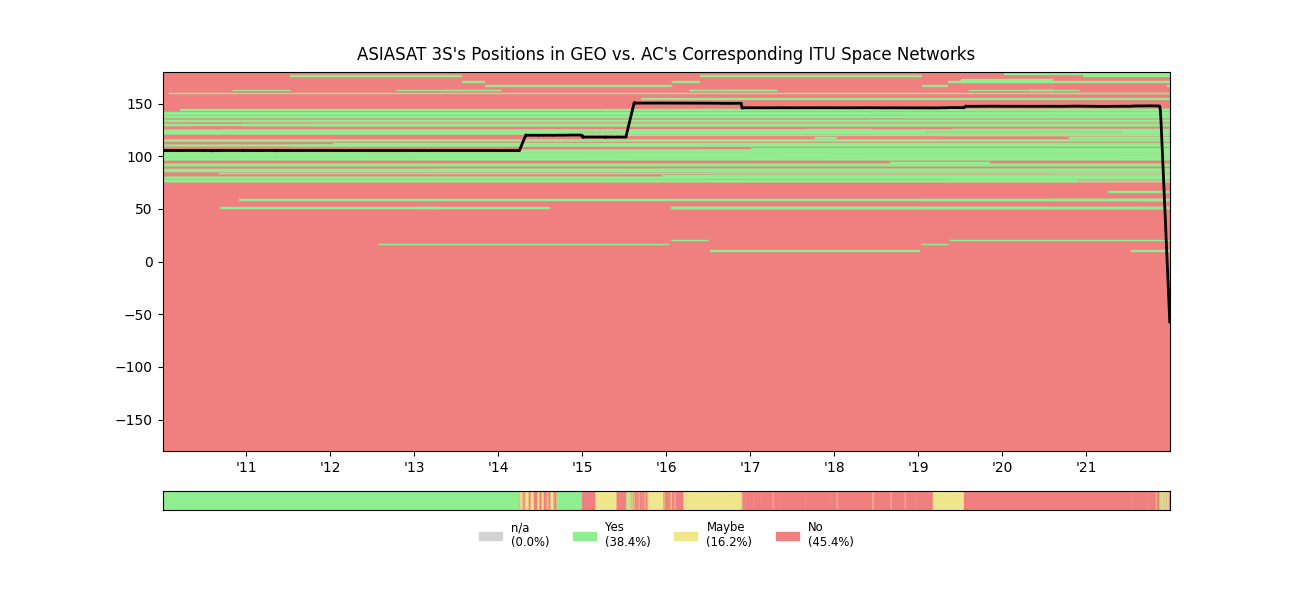 ASIASAT 3S's Positions in GEO vs. AC's Corresponding ITU Space Networks
150
100
50
0
−50
−100
−150
'11 '12 '13 '14 '15 '16 '17 '18 '19 '20 '21
n/a Yes Maybe No
(0.0%) (38.4%) (16.2%) (45.4%)